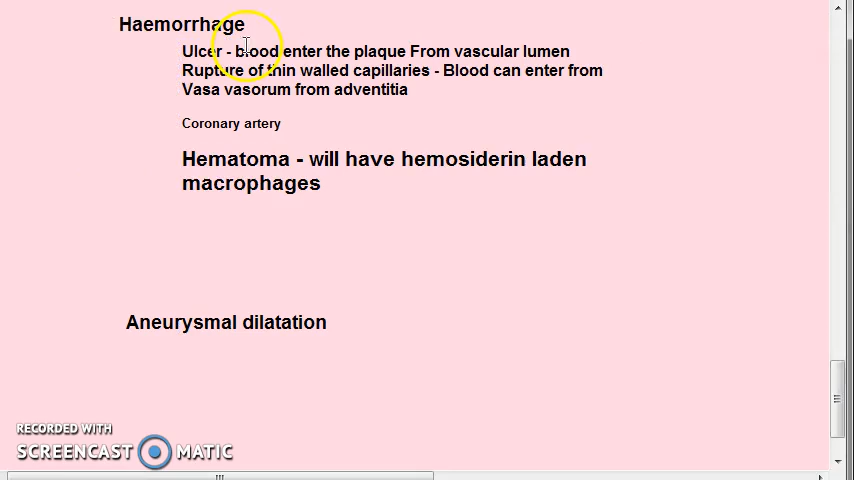 Haemorrhage
Ulcer - blood enter the plaque From vascular lumen
Rupture of thin walled capillaries - Blood can enter from
Vasa vasorum from adventitia
Coronary artery
Hematoma - will have hemosiderin laden
macrophages
Aneurysmal dilatation
RECORDED WITH
SCREENCAST MATIC